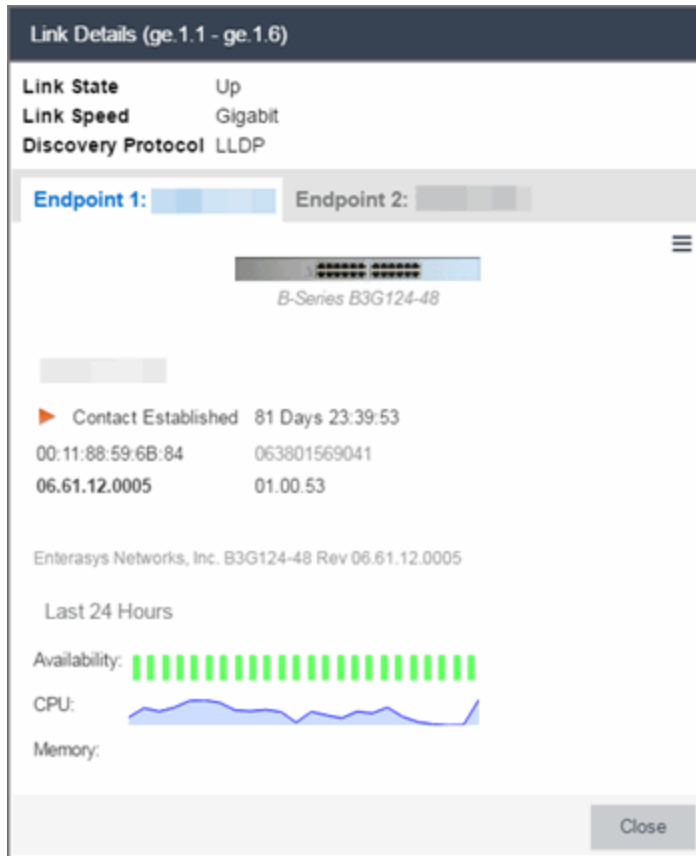 Link Details (ge.1.1 - ge.1.6)
Link State Up
Link Speed Gigabit
Discovery Protocol LLDP
Endpoint 1: Endpoint 2:
B-Series B3G124-48
Contact Established 81 Days 23:39:53
00:11:88:59:6B:84 063801569041
06.61.12.0005 01.00.53
Enterasys Networks, Inc. B3G124-48 Rev 06.61.12.0005
Last 24 Hours
Availability:
CPU:
Memory:
Close